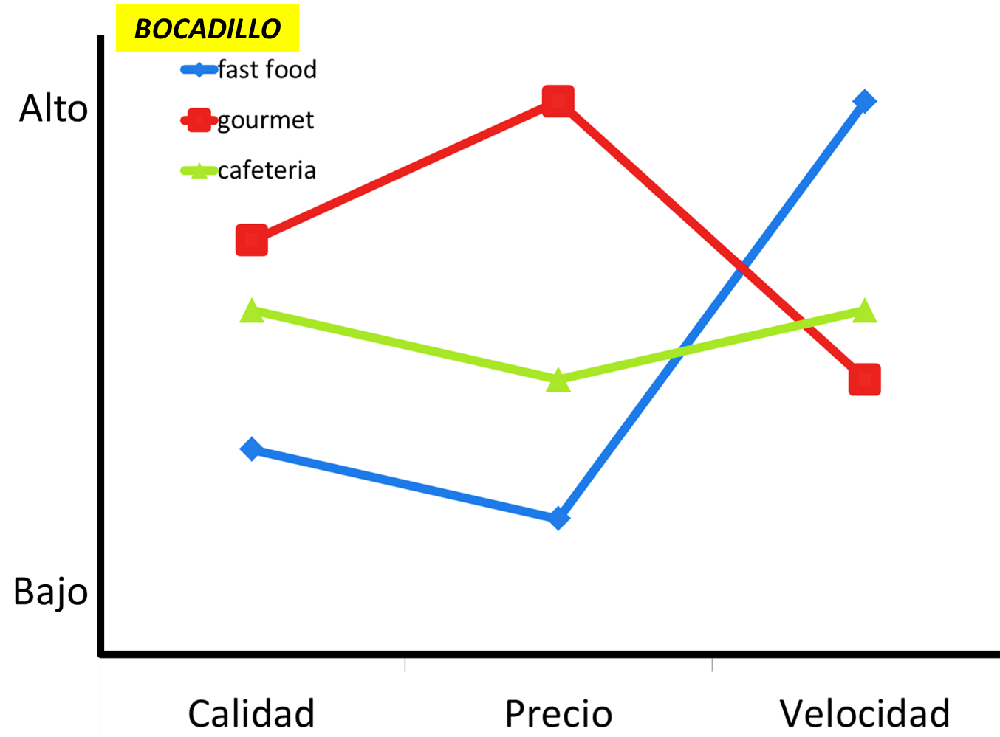 BOCADILLO
fast food
gourmet
cafeteria
Alto
Bajo
Calidad Precio Velocidad